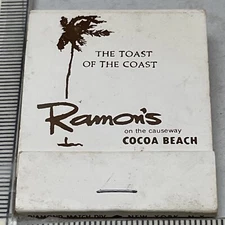 THE TOAST
OF THE COAST
Ramon's
on the causeway
COCOA BEACH